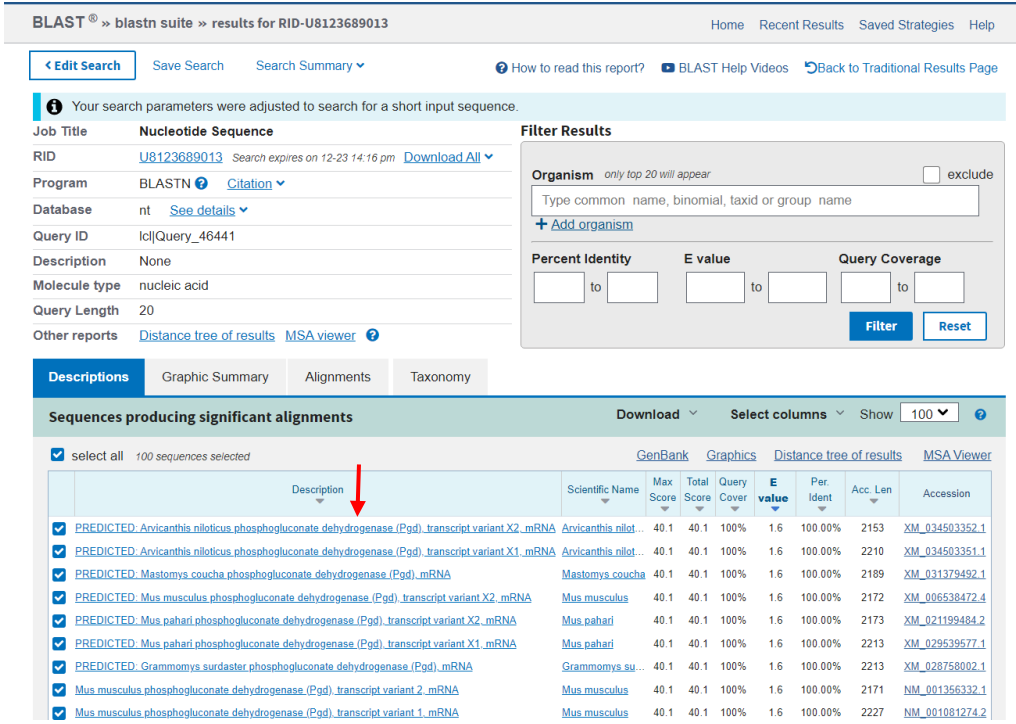 BLAST ® » blastn suite » results for RID-U8123689013 Home Recent Results Saved Strategies Help
Edit Search Save Search Search Summary How to read this report? BLAST Help Videos Back to Traditional Results Page
Your search parameters were adjusted to search for a short input sequence.
Job Title Nucleotide Sequence
RID U8123689013 Search expires on 12-23 14:16 pm Download All
Program BLASTN Citation
Database nt See details
Query ID lcl|Query_46441
Description None
Molecule type nucleic acid
Query Length 20
Other reports Distance tree of results MSA viewer
Filter Results
Organism only top 20 will appear exclude
Type common name, binomial, taxid or group name
+ Add organism
Percent Identity E value Query Coverage
to to to
Filter Reset
Descriptions Graphic Summary Alignments Taxonomy
Sequences producing significant alignments Download Select columns Show 100
select all 100 sequences selected GenBank Graphics Distance tree of results MSA Viewer
Description Scientific Name Max Score Total Score Query Cover E value Per. Ident Acc. Len Accession
PREDICTED: Arvicanthis niloticus phosphogluconate dehydrogenase (Pgd), transcript variant X2, mRNA Arvicanthis nilot... 40.1 40.1 100% 1.6 100.00% 2153 XM_034503352.1
PREDICTED: Arvicanthis niloticus phosphogluconate dehydrogenase (Pgd), transcript variant X1, mRNA Arvicanthis nilot... 40.1 40.1 100% 1.6 100.00% 2210 XM_034503351.1
PREDICTED: Mastomys coucha phosphogluconate dehydrogenase (Pgd), mRNA Mastomys coucha 40.1 40.1 100% 1.6 100.00% 2189 XM_031379492.1
PREDICTED: Mus musculus phosphogluconate dehydrogenase (Pgd), transcript variant X2, mRNA Mus musculus 40.1 40.1 100% 1.6 100.00% 2172 XM_006538472.4
PREDICTED: Mus pahari phosphogluconate dehydrogenase (Pgd), transcript variant X2, mRNA Mus pahari 40.1 40.1 100% 1.6 100.00% 2173 XM_021199484.2
PREDICTED: Mus pahari phosphogluconate dehydrogenase (Pgd), transcript variant X1, mRNA Mus pahari 40.1 40.1 100% 1.6 100.00% 2213 XM_029539577.1
PREDICTED: Grammomys surdaster phosphogluconate dehydrogenase (Pgd), mRNA Grammomys su... 40.1 40.1 100% 1.6 100.00% 2213 XM_028758002.1
Mus musculus phosphogluconate dehydrogenase (Pgd), transcript variant 2, mRNA Mus musculus 40.1 40.1 100% 1.6 100.00% 2171 NM_001356332.1
Mus musculus phosphogluconate dehydrogenase (Pgd), transcript variant 1, mRNA Mus musculus 40.1 40.1 100% 1.6 100.00% 2227 NM_001081274.2